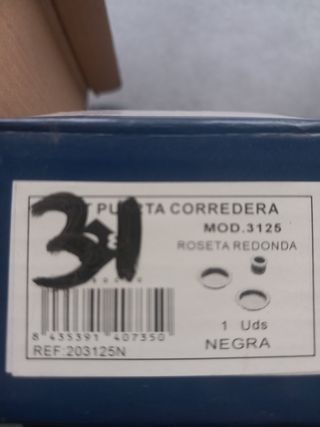 PUERTA CORREDERA
MOD.3125
ROSETA REDONDA
31
1 Uds
8 435391 407350
NEGRA
REF:203125N